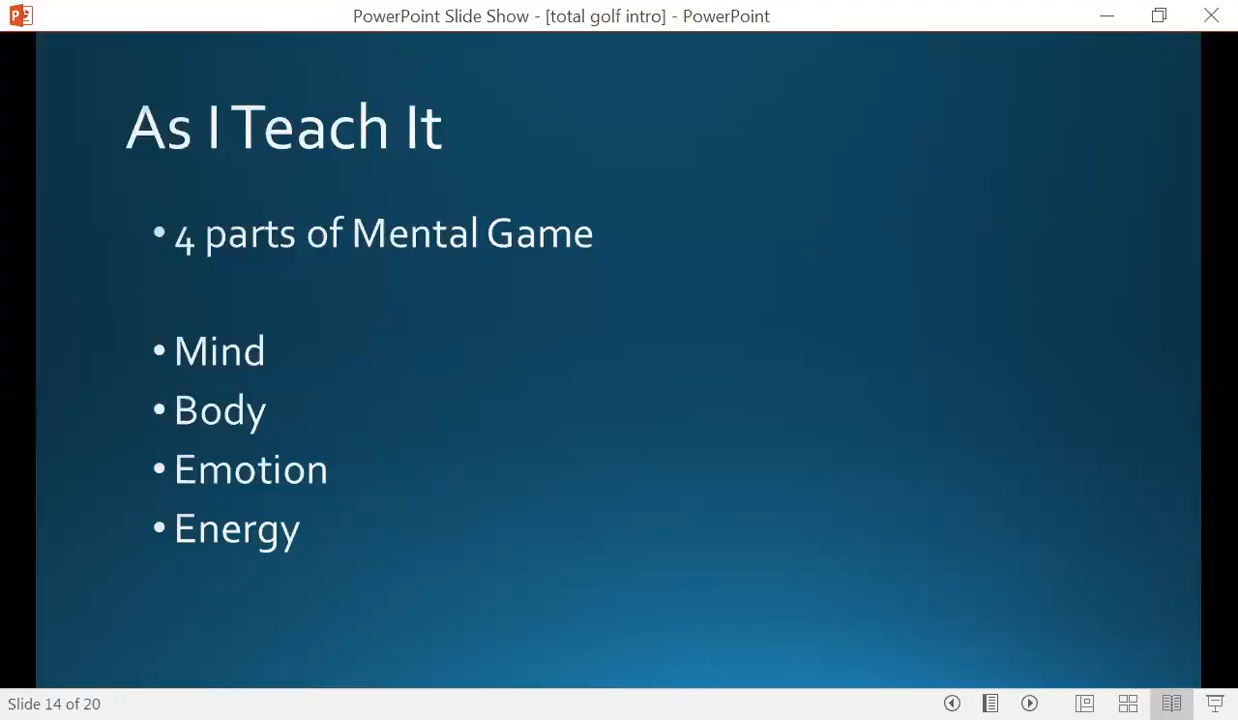 PowerPoint Slide Show - [total golf intro] - PowerPoint
As I Teach It
• 4 parts of Mental Game
• Mind
• Body
• Emotion
• Energy
Slide 14 of 20